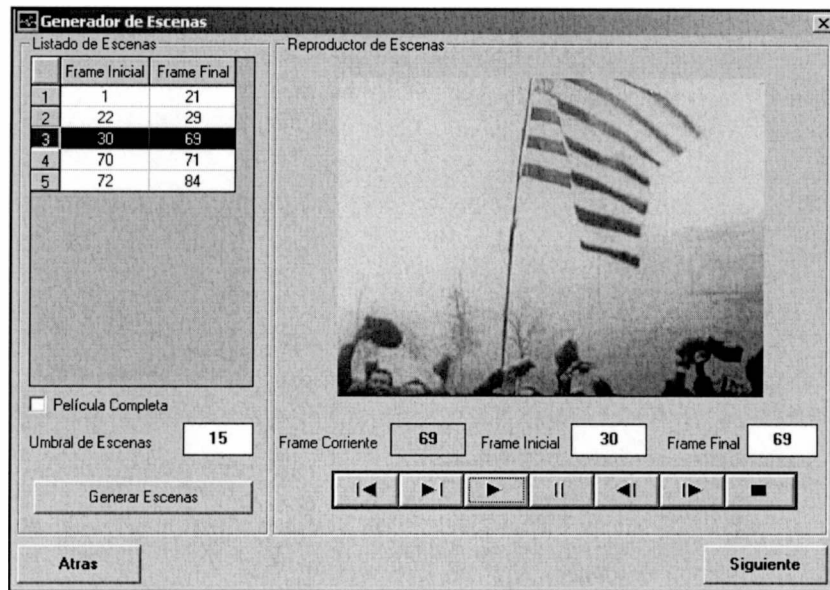 Generador de Escenas
Listado de Escenas
Frame Inicial Frame Final
1 1 21
2 22 29
3 30 69
4 70 71
5 72 84
Película Completa
Umbral de Escenas 15
Generar Escenas
Reproductor de Escenas
Frame Corriente 69 Frame Inicial 30 Frame Final 69
Atras
Siguiente